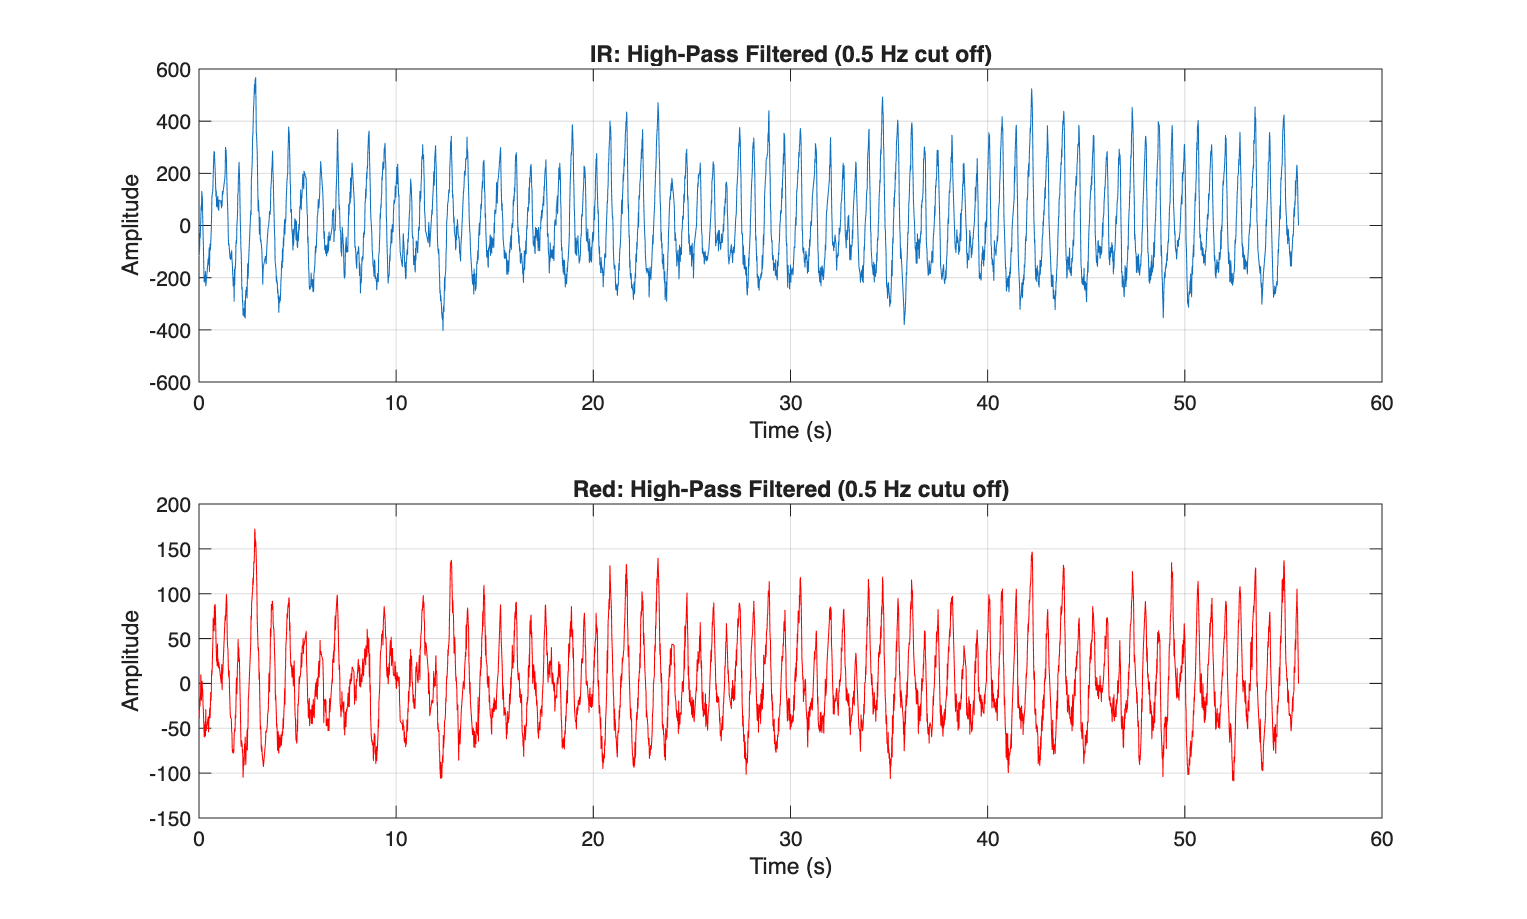 IR: High-Pass Filtered (0.5 Hz cut off)
600
400
200
0
-200
-400
-600
Amplitude
0 10 20 30 40 50 60
Time (s)
Red: High-Pass Filtered (0.5 Hz cutu off)
200
150
100
50
0
-50
-100
-150
Amplitude
0 10 20 30 40 50 60
Time (s)